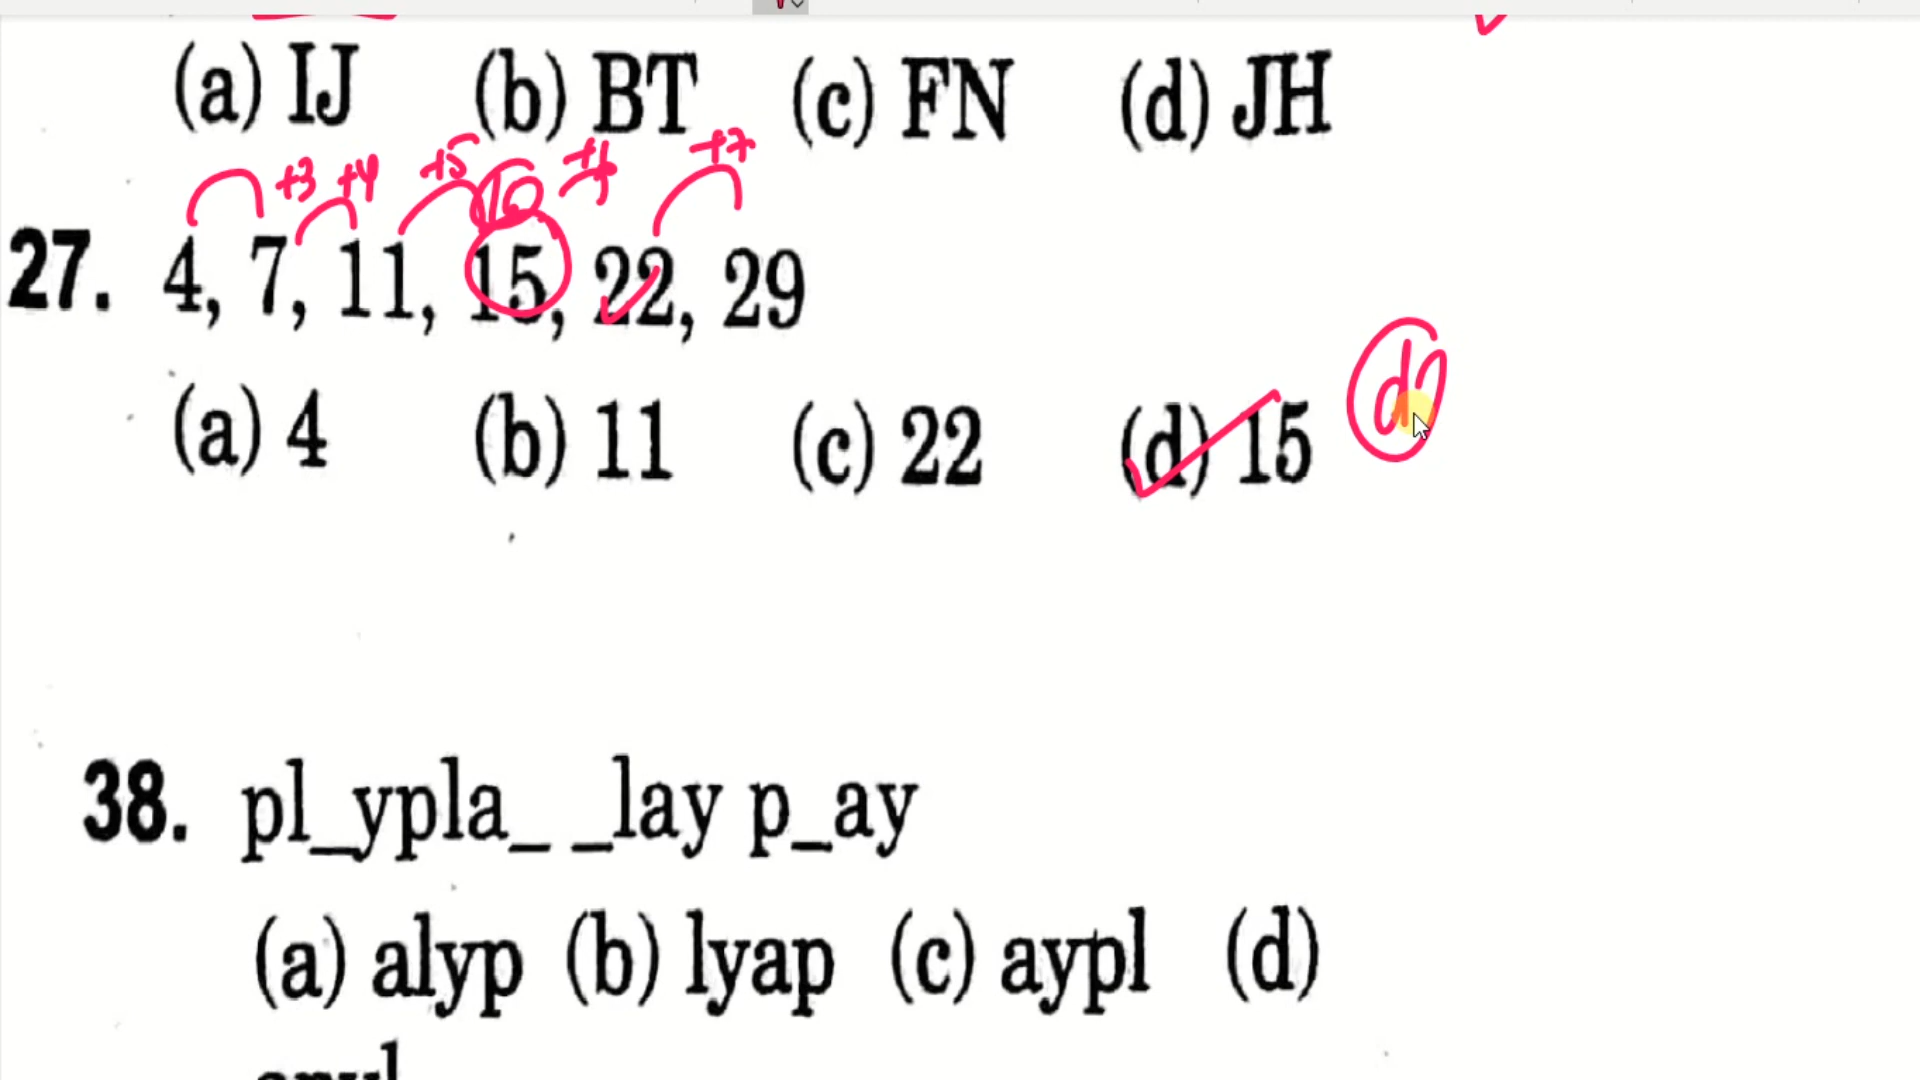 (a) IJ (b) BT (c) FN (d) JH
+3 +4 +5 16 +7
27. 4, 7, 11, 15, 22, 29
(a) 4 (b) 11 (c) 22 (d) 15 d)
38. pl_ypla_ _lay p_ay
(a) alyp (b) lyap (c) aypl (d)